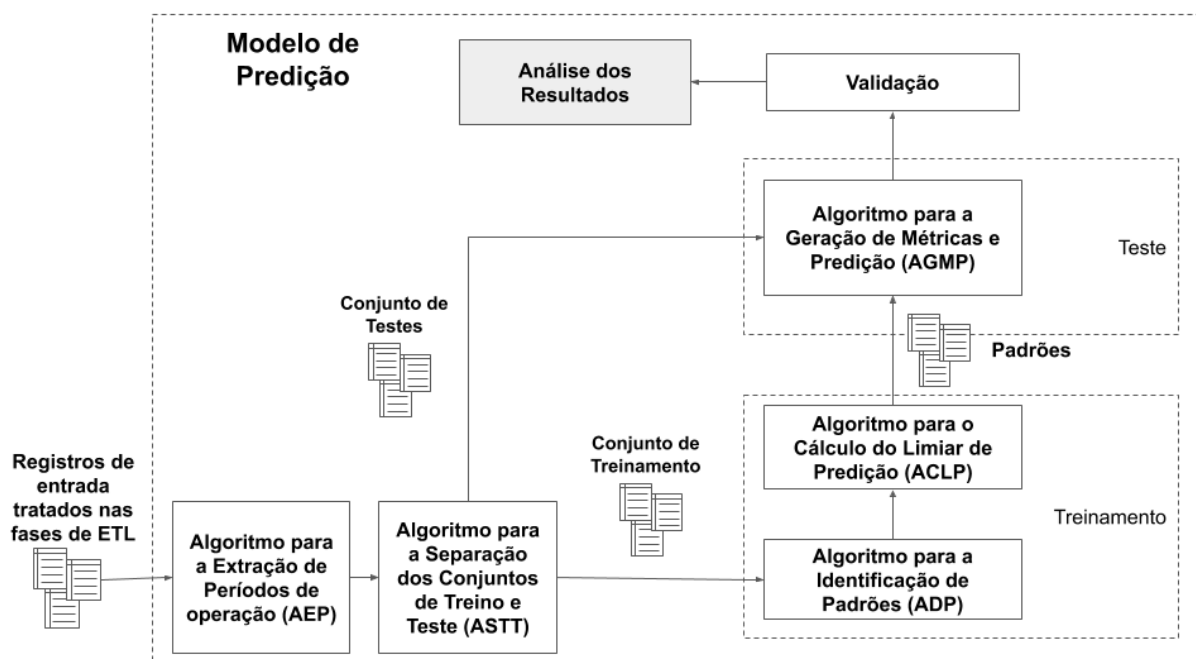 Modelo de
Predição
Análise dos
Resultados
Validação
Algoritmo para a
Geração de Métricas e
Predição (AGMP)
Teste
Conjunto de
Testes
Padrões
Algoritmo para o
Cálculo do Limiar de
Predição (ACLP)
Conjunto de
Treinamento
Registros de
entrada
tratados nas
fases de ETL
Treinamento
Algoritmo para
a Extração de
Períodos de
operação (AEP)
Algoritmo para
a Separação
dos Conjuntos
de Treino e
Teste (ASTT)
Algoritmo para a
Identificação de
Padrões (ADP)